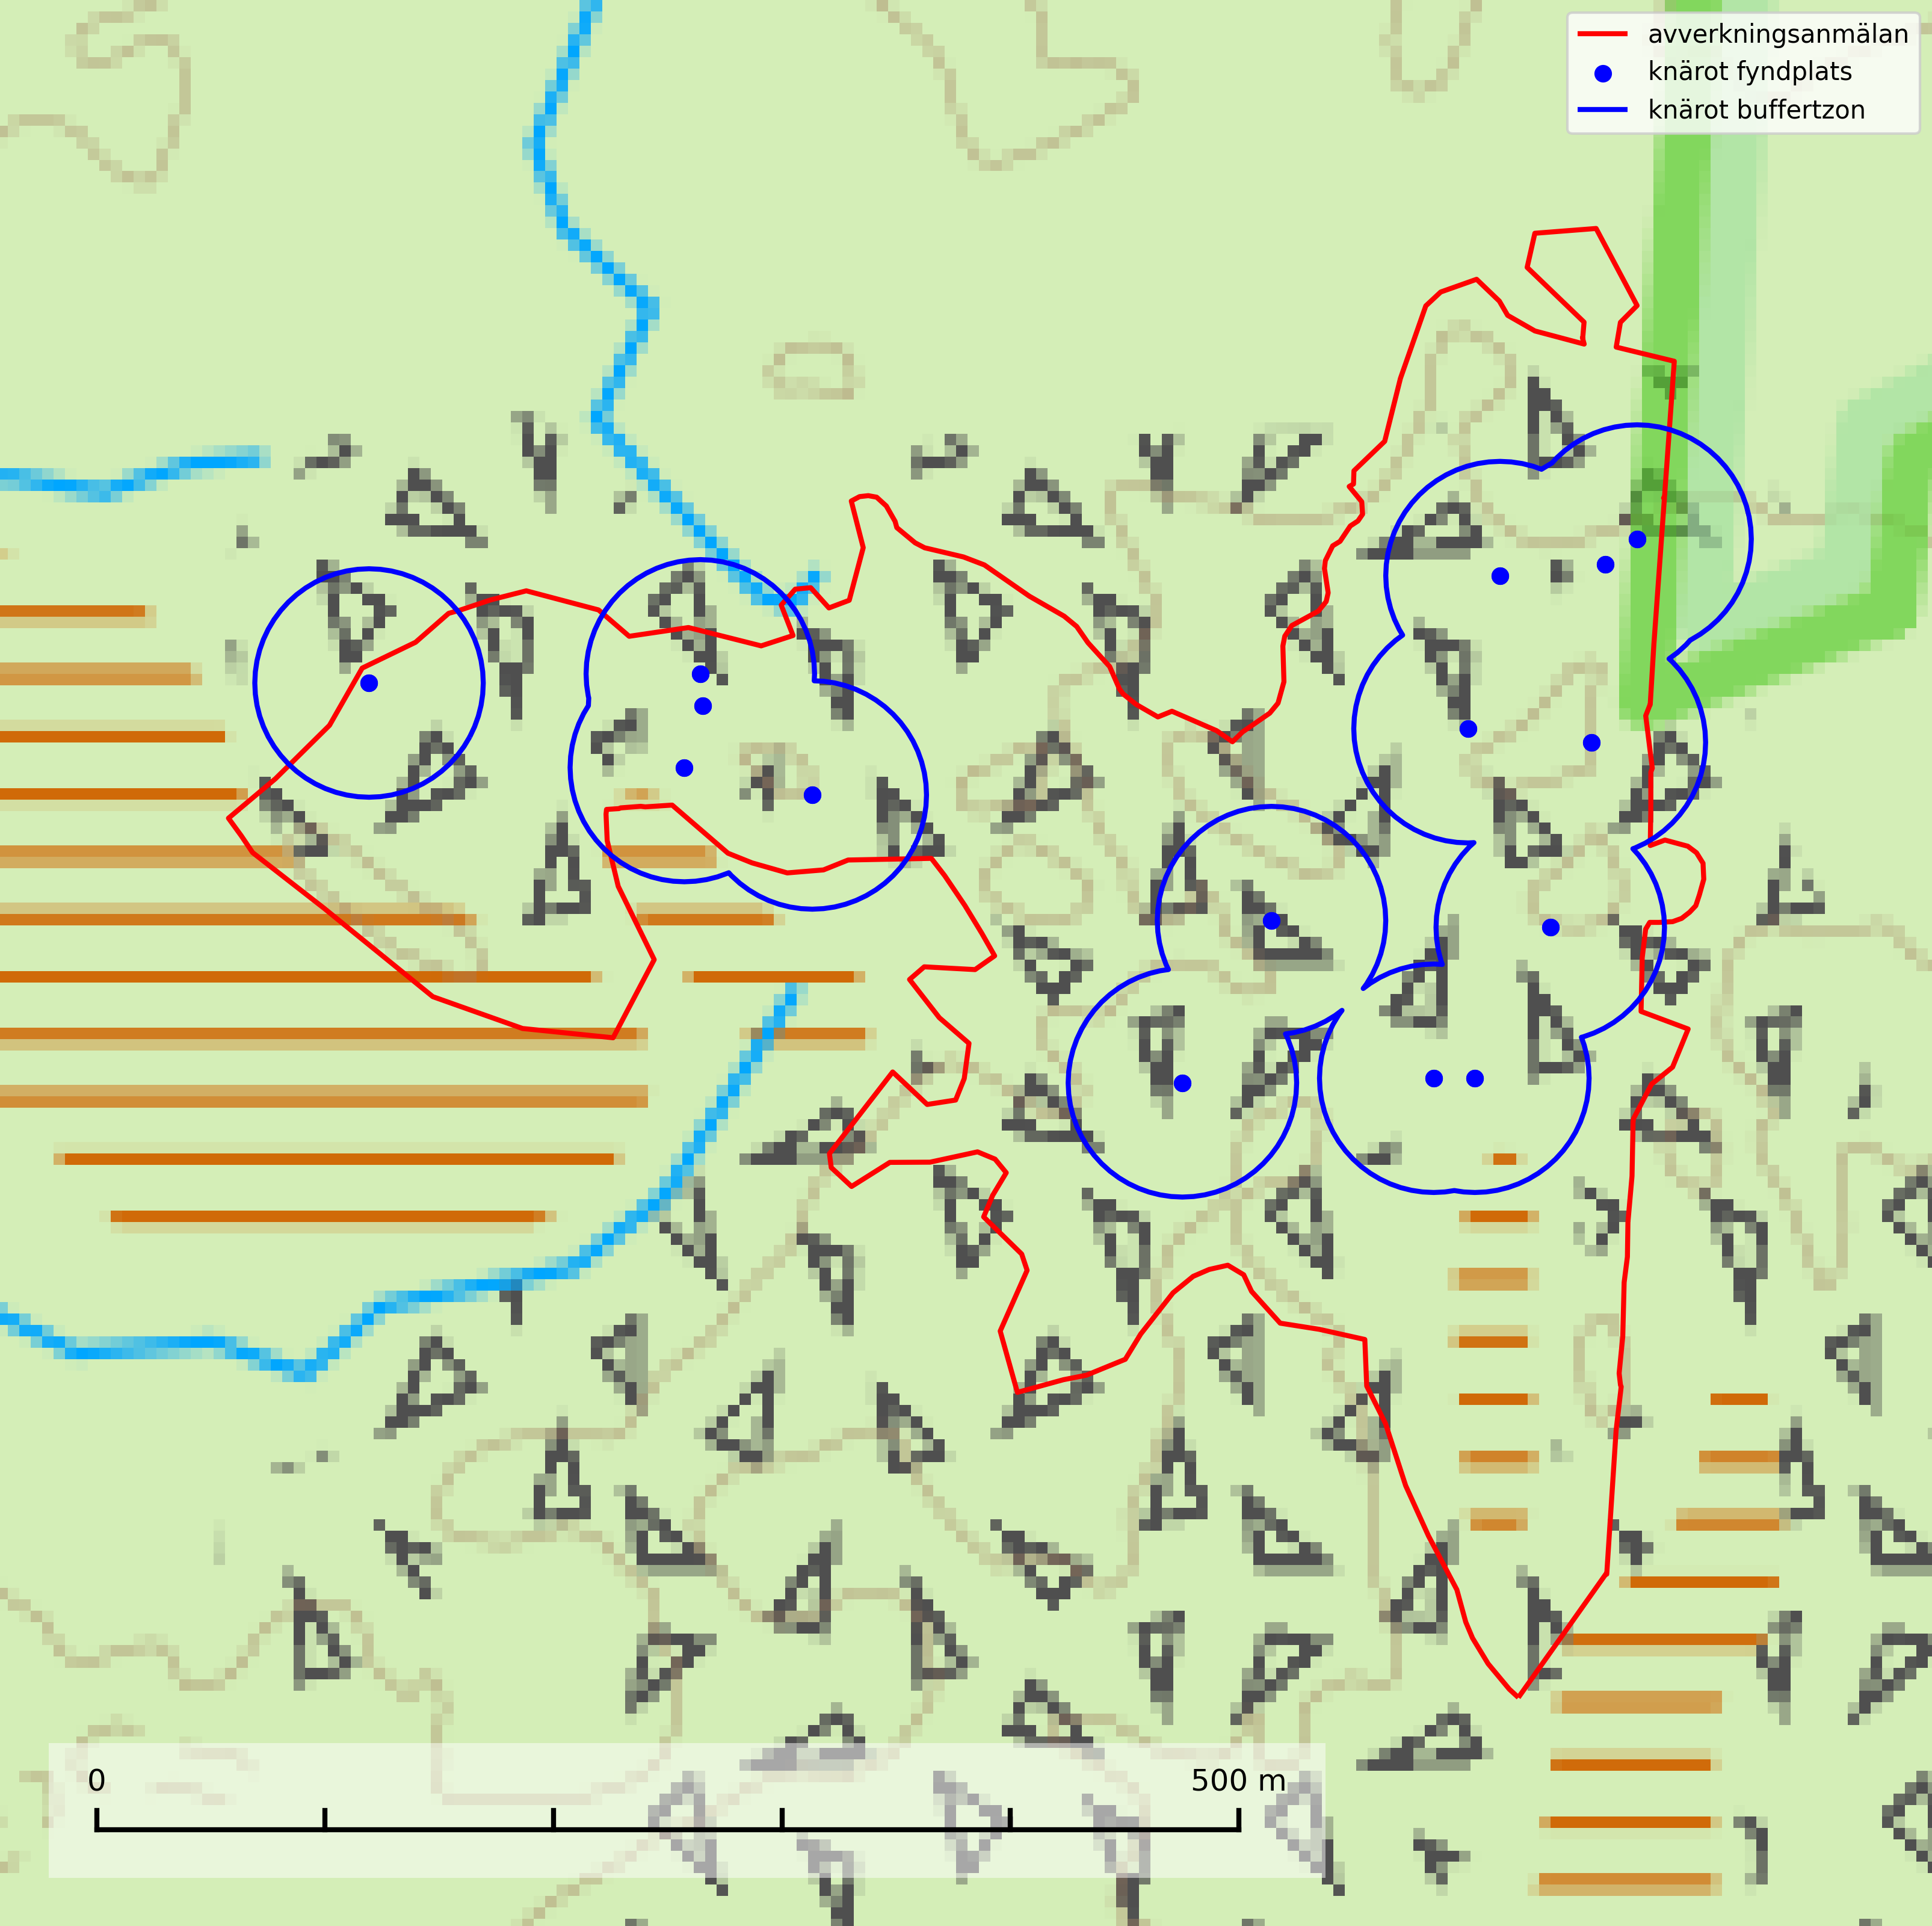 avverkningsanmälan
knärot fyndplats
knärot buffertzon
0 500 m